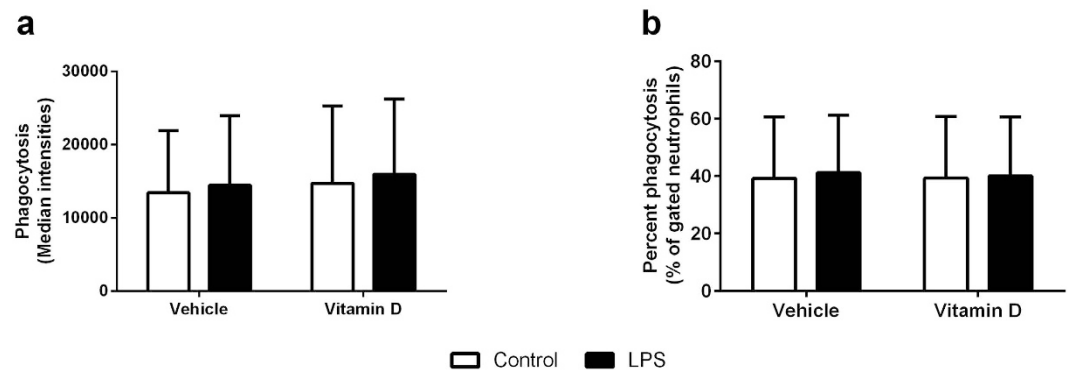 a
Phagocytosis
(Median intensities)
30000
20000
10000
0
Vehicle
Vitamin D
b
Percent phagocytosis
(% of gated neutrophils)
80
60
40
20
0
Vehicle
Vitamin D
Control
LPS